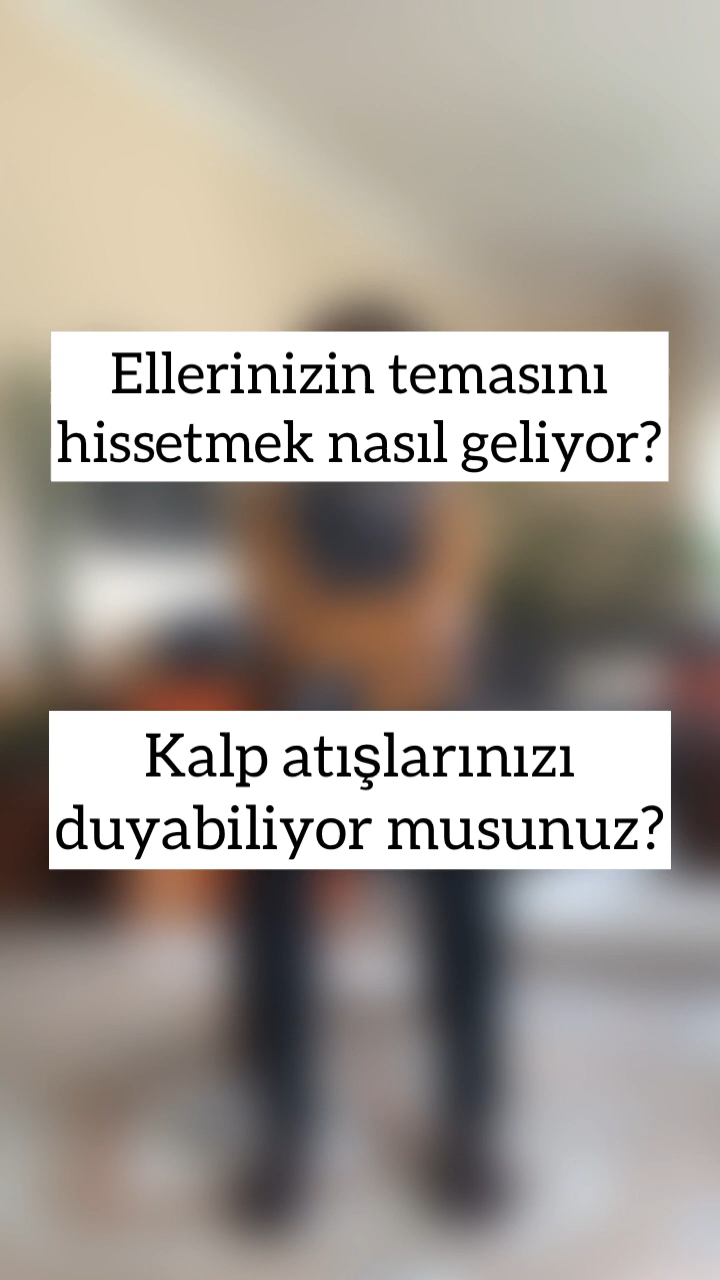 Ellerinizin temasını
hissetmek nasıl geliyor?
Kalp atışlarınızı
duyabiliyor musunuz?